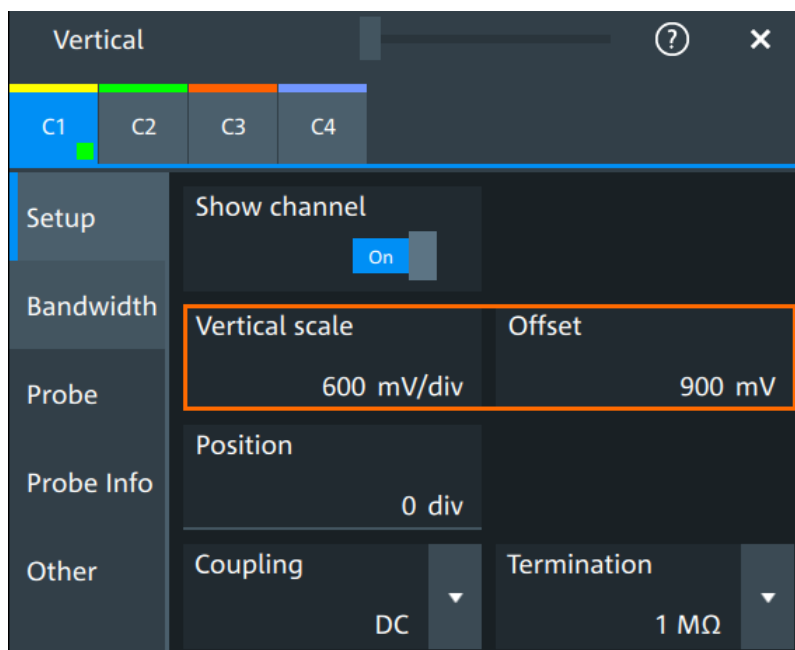 Vertical
?
×
C1
C2
C3
C4
Setup
Show channel
On
Bandwidth
Vertical scale
Offset
600 mV/div
900 mV
Probe
Position
Probe Info
0 div
Other
Coupling
Termination
DC
1 MΩ